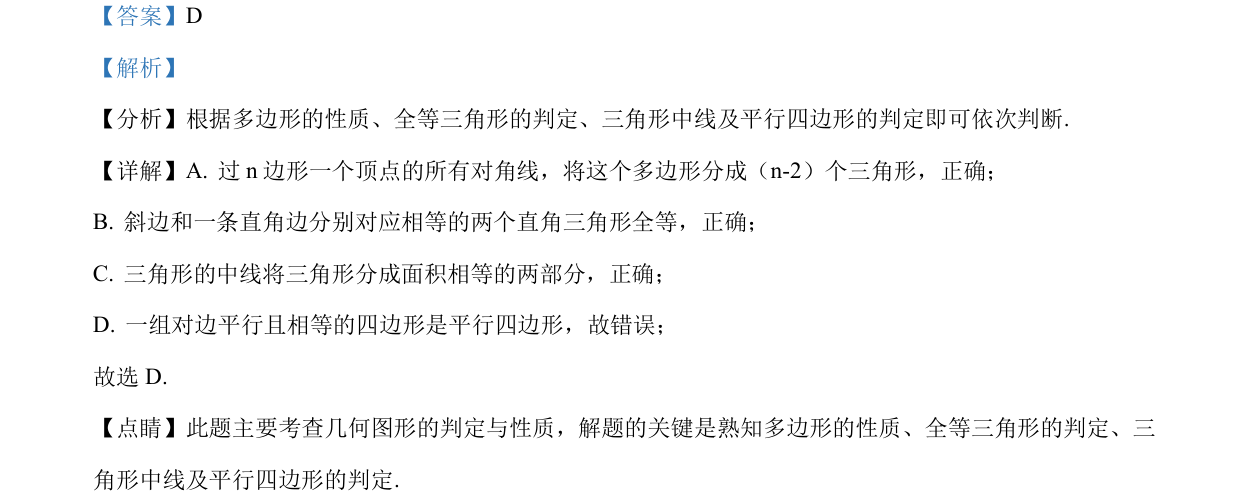 【答案】D
【解析】
【分析】根据多边形的性质、全等三角形的判定、三角形中线及平行四边形的判定即可依次判断.
【详解】A. 过 n 边形一个顶点的所有对角线，将这个多边形分成（n-2）个三角形，正确；
B. 斜边和一条直角边分别对应相等的两个直角三角形全等，正确；
C. 三角形的中线将三角形分成面积相等的两部分，正确；
D. 一组对边平行且相等的四边形是平行四边形，故错误；
故选 D.
【点睛】此题主要考查几何图形的判定与性质，解题的关键是熟知多边形的性质、全等三角形的判定、三
角形中线及平行四边形的判定.